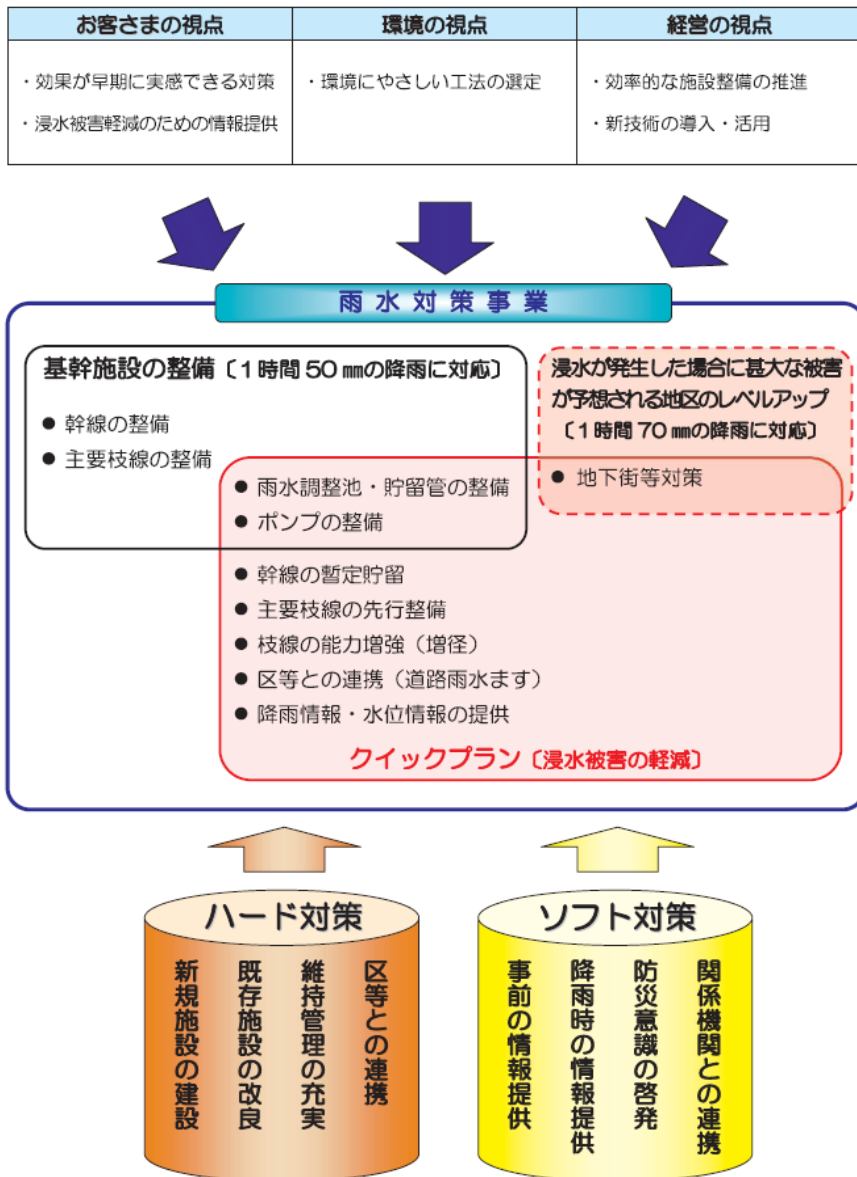 お客さまの視点
環境の視点
経営の視点
・効果が早期に実感できる対策
・浸水被害軽減のための情報提供
・環境にやさしい工法の選定
・効率的な施設整備の推進
・新技術の導入・活用
雨水対策事業
基幹施設の整備〔1時間50㎜の降雨に対応〕
● 幹線の整備
● 主要枝線の整備
● 雨水調整池・貯留管の整備
● ポンプの整備
浸水が発生した場合に甚大な被害
が予想される地区のレベルアップ
〔1時間70㎜の降雨に対応〕
● 地下街等対策
● 幹線の暫定貯留
● 主要枝線の先行整備
● 枝線の能力増強（増径）
● 区等との連携（道路雨水ます）
● 降雨情報・水位情報の提供
クイックプラン〔浸水被害の軽減〕
ハード対策
新規施設の建設
既存施設の改良
維持管理の充実
区等との連携
ソフト対策
事前の情報提供
降雨時の情報提供
防災意識の啓発
関係機関との連携